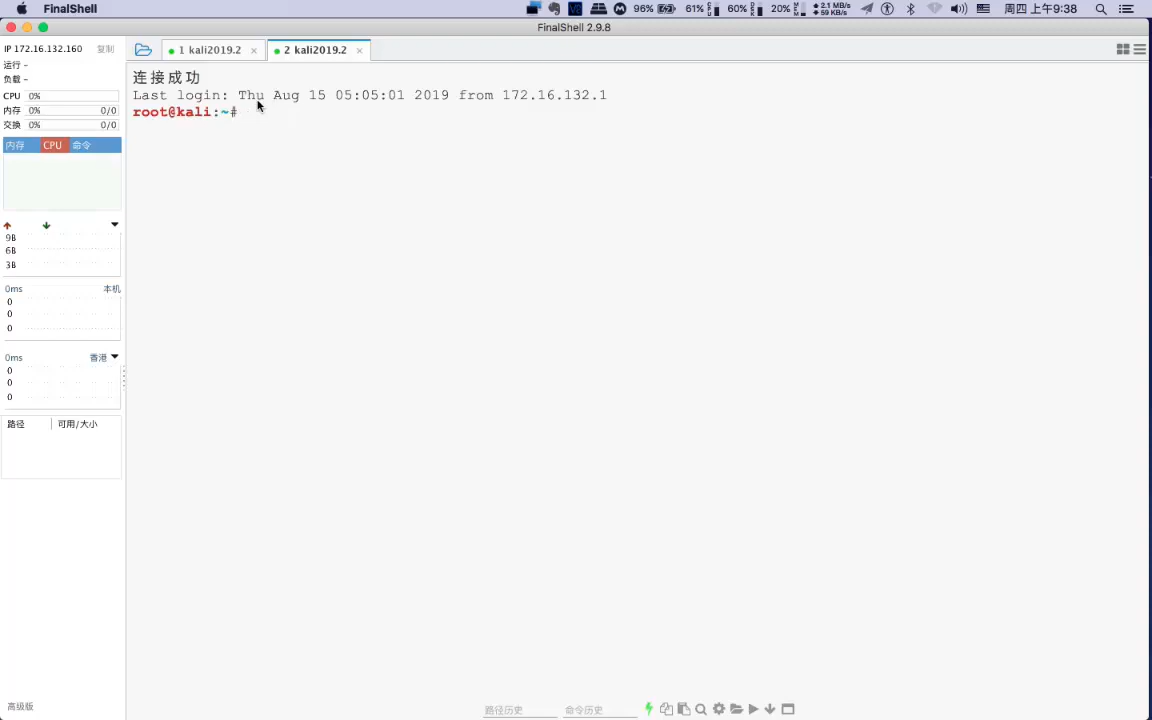 FinalShell 96% 61% 60% 20% 2.1 MB/s 59 KB/s 周四 上午9:38
FinalShell 2.9.8
IP 172.16.132.160 复制
1 kali2019.2 ×
2 kali2019.2 ×
运行 -
负载 -
CPU 0%
内存 0% 0/0
交换 0% 0/0
内存 CPU 命令
9B
6B
3B
0ms 本机
0
0
0
0ms 香港
0
0
0
路径 可用/大小
高级版
连接成功
Last login: Thu Aug 15 05:05:01 2019 from 172.16.132.1
root@kali:~#
路径历史 命令历史